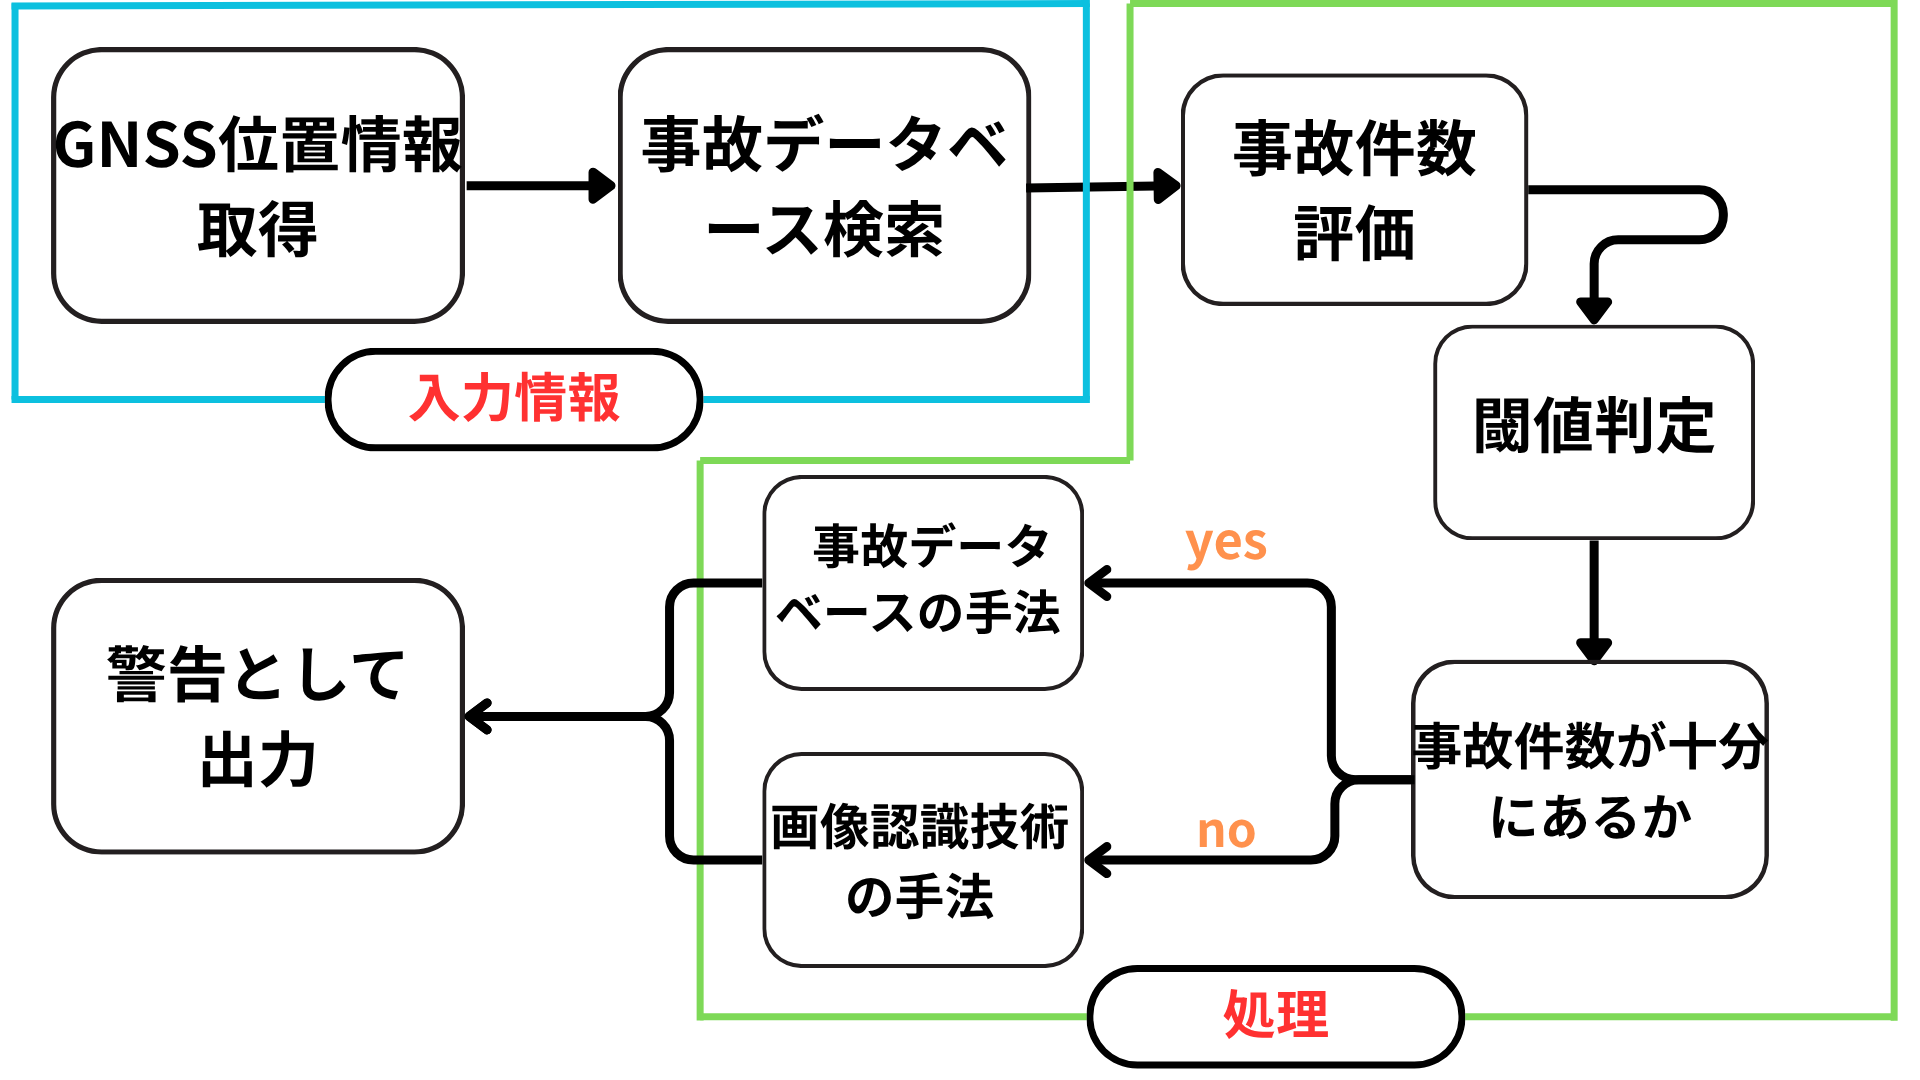 GNSS位置情報
取得
事故データベ
ース検索
入力情報
事故件数
評価
閾値判定
事故件数が十分
にあるか
yes
no
事故データ
ベースの手法
画像認識技術
の手法
処理
警告として
出力